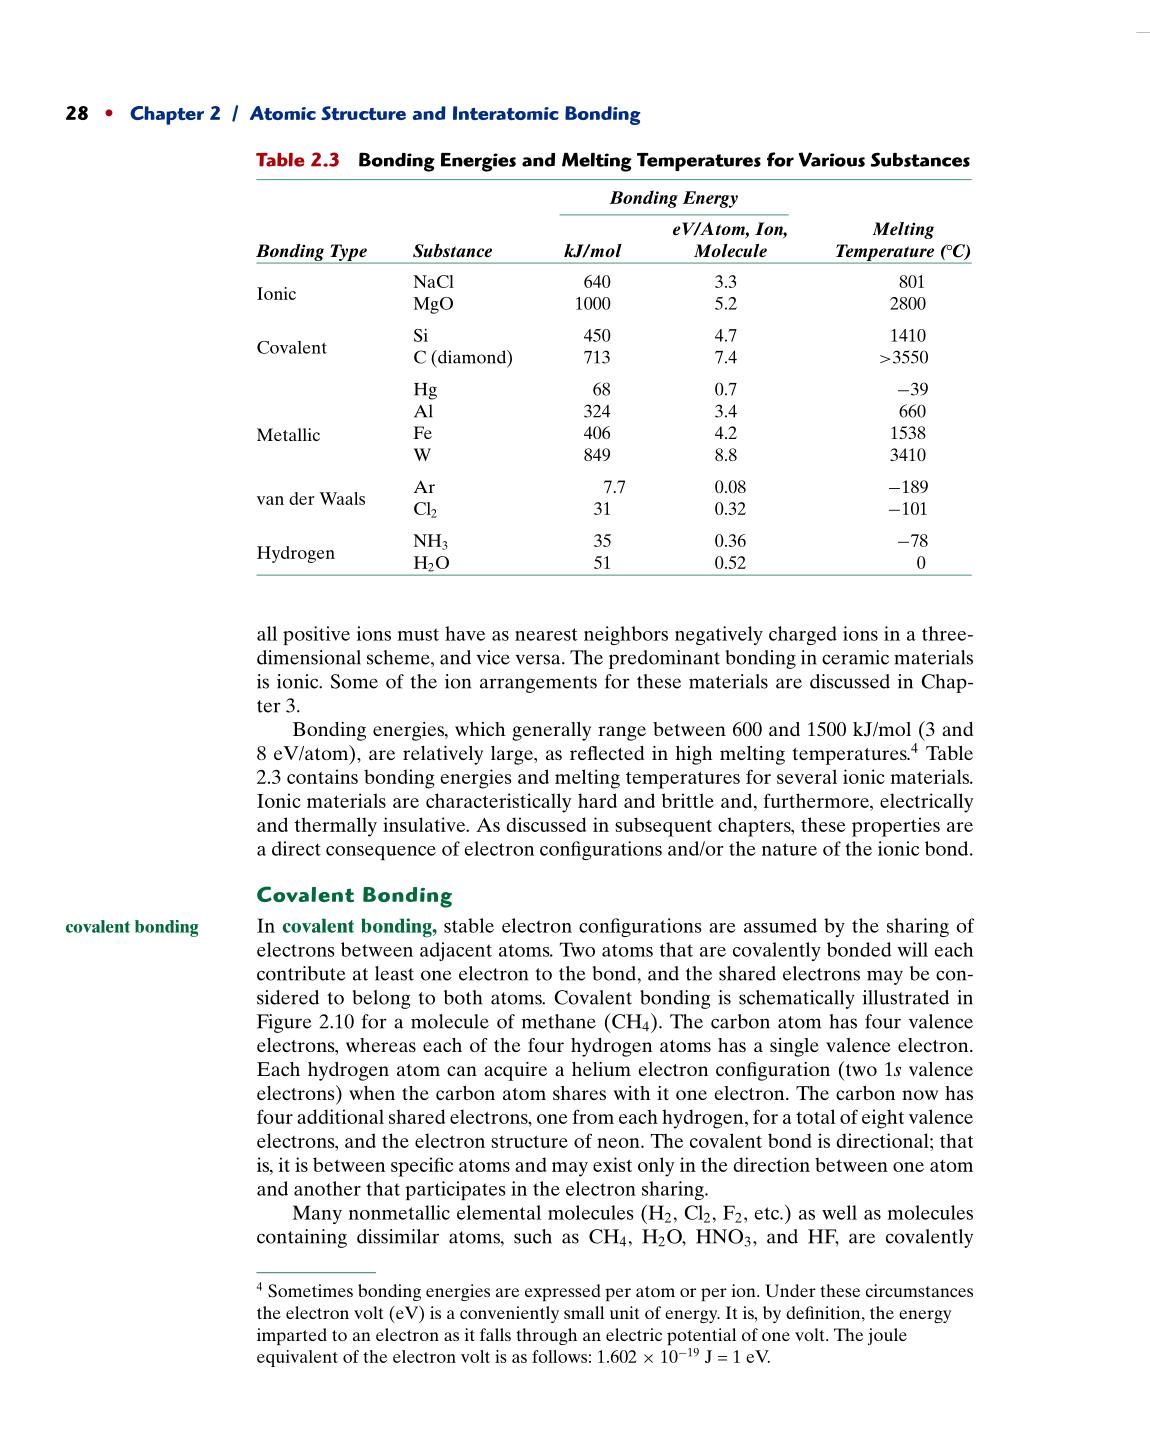 28 • Chapter 2 / Atomic Structure and Interatomic Bonding
Table 2.3 Bonding Energies and Melting Temperatures for Various Substances
Bonding Energy
eV/Atom, Ion, Melting
Bonding Type Substance kJ/mol Molecule Temperature (°C)
Ionic
NaCl 640 3.3 801
MgO 1000 5.2 2800
Covalent
Si 450 4.7 1410
C (diamond) 713 7.4 >3550
Metallic
Hg 68 0.7 −39
Al 324 3.4 660
Fe 406 4.2 1538
W 849 8.8 3410
van der Waals
Ar 7.7 0.08 −189
Cl₂ 31 0.32 −101
Hydrogen
NH₃ 35 0.36 −78
H₂O 51 0.52 0
all positive ions must have as nearest neighbors negatively charged ions in a three-
dimensional scheme, and vice versa. The predominant bonding in ceramic materials
is ionic. Some of the ion arrangements for these materials are discussed in Chap-
ter 3.
Bonding energies, which generally range between 600 and 1500 kJ/mol (3 and
8 eV/atom), are relatively large, as reflected in high melting temperatures.⁴ Table
2.3 contains bonding energies and melting temperatures for several ionic materials.
Ionic materials are characteristically hard and brittle and, furthermore, electrically
and thermally insulative. As discussed in subsequent chapters, these properties are
a direct consequence of electron configurations and/or the nature of the ionic bond.
Covalent Bonding
covalent bonding
In covalent bonding, stable electron configurations are assumed by the sharing of
electrons between adjacent atoms. Two atoms that are covalently bonded will each
contribute at least one electron to the bond, and the shared electrons may be con-
sidered to belong to both atoms. Covalent bonding is schematically illustrated in
Figure 2.10 for a molecule of methane (CH₄). The carbon atom has four valence
electrons, whereas each of the four hydrogen atoms has a single valence electron.
Each hydrogen atom can acquire a helium electron configuration (two 1s valence
electrons) when the carbon atom shares with it one electron. The carbon now has
four additional shared electrons, one from each hydrogen, for a total of eight valence
electrons, and the electron structure of neon. The covalent bond is directional; that
is, it is between specific atoms and may exist only in the direction between one atom
and another that participates in the electron sharing.
Many nonmetallic elemental molecules (H₂, Cl₂, F₂, etc.) as well as molecules
containing dissimilar atoms, such as CH₄, H₂O, HNO₃, and HF, are covalently
⁴ Sometimes bonding energies are expressed per atom or per ion. Under these circumstances
the electron volt (eV) is a conveniently small unit of energy. It is, by definition, the energy
imparted to an electron as it falls through an electric potential of one volt. The joule
equivalent of the electron volt is as follows: 1.602 × 10⁻¹⁹ J = 1 eV.